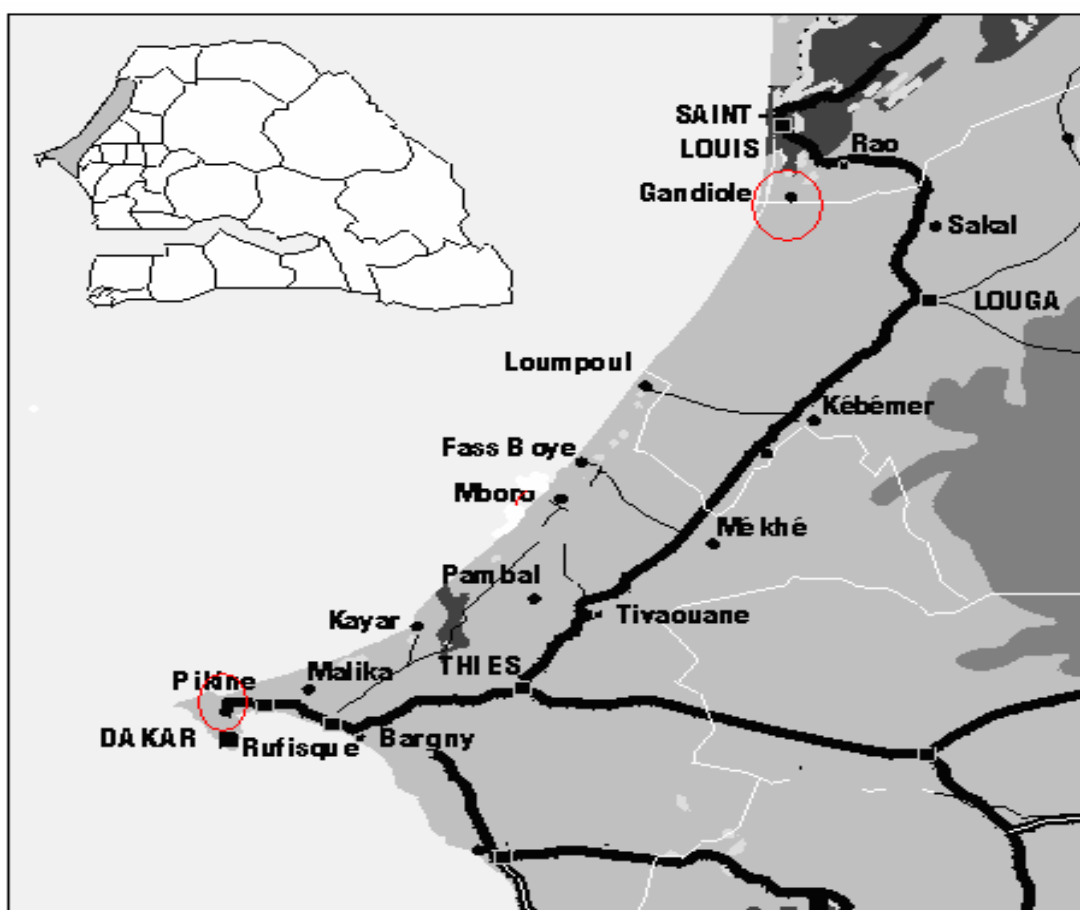 SAINT
LOUIS
Rao
Gandiole
Sakal
LOUGA
Loumpoul
Kébémer
Fass Boye
Mboro
Mékhé
Pambal
Tivaouane
Kayar
THIES
Malika
Pikine
DAKAR
Rufisque
Bargny